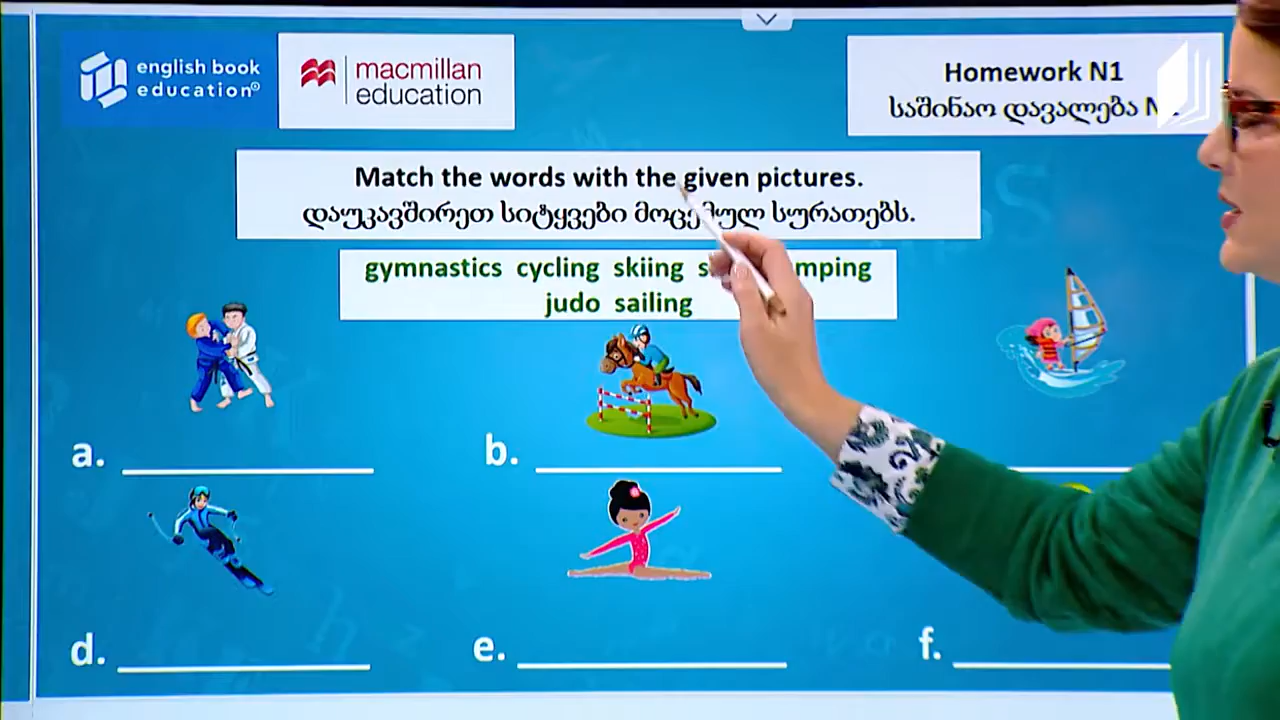 english book
education®
macmillan
education
Homework N1
საშინაო დავალება
Match the words with the given pictures.
დაუკავშირეთ სიტყვები მოცემულ სურათებს.
gymnastics cycling skiing
judo sailing
a.
b.
d.
e.
f.